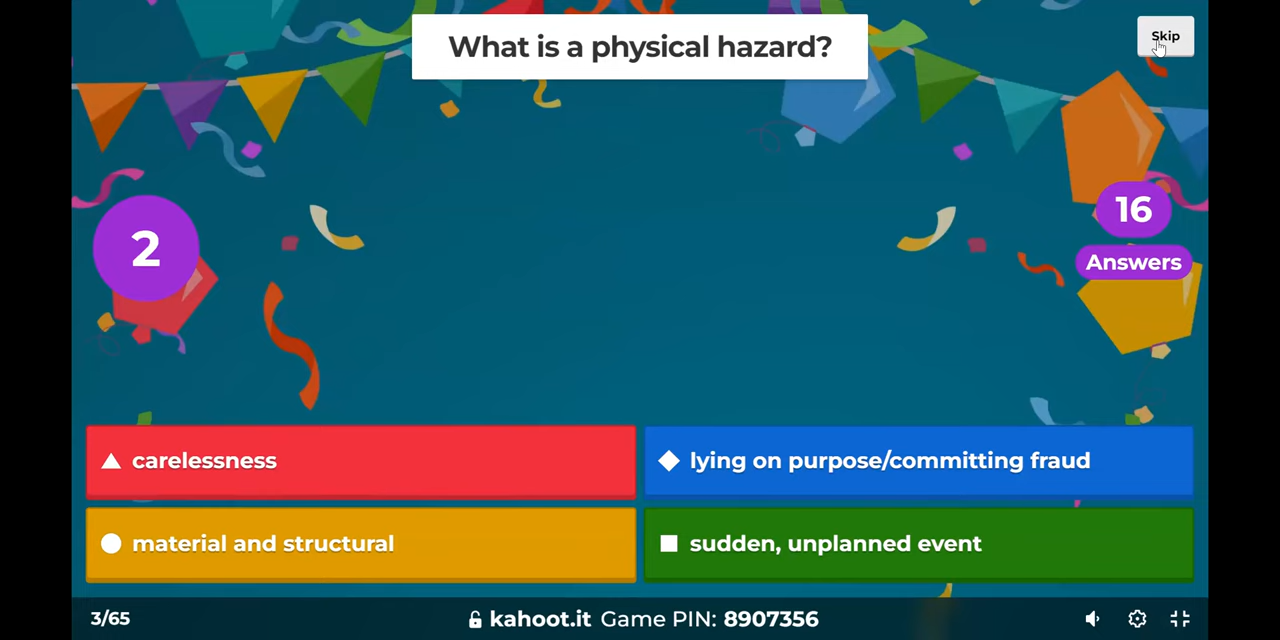 What is a physical hazard?
Skip
2
16
Answers
carelessness
lying on purpose/committing fraud
material and structural
sudden, unplanned event
3/65
kahoot.it Game PIN: 8907356